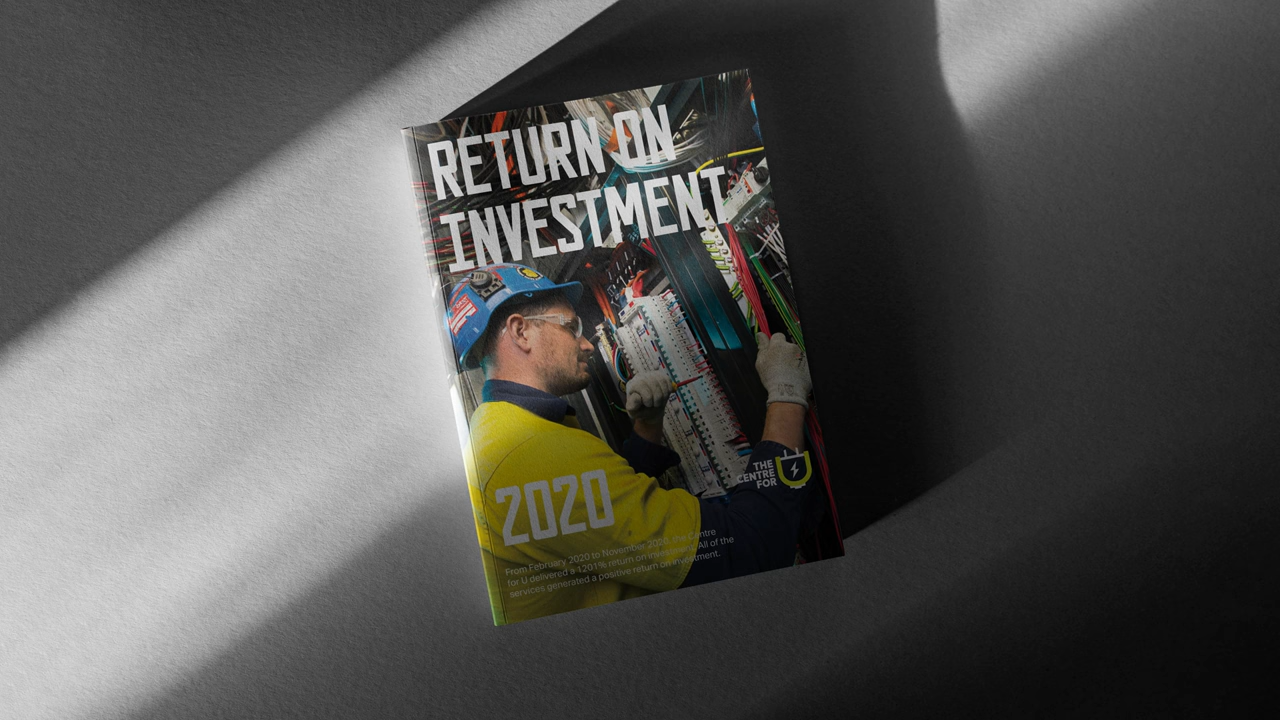 RETURN ON
INVESTMENT
THE
CENTRE
FOR
2020
From February 2020 to November 2020, the Centre
for U delivered a 1201% return on investment. All of the
services generated a positive return on investment.